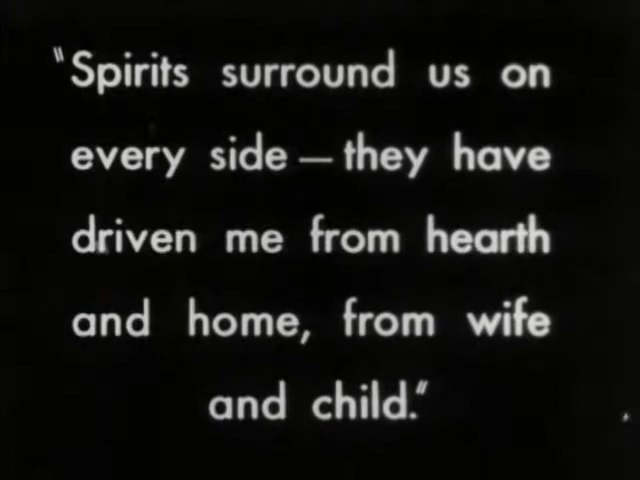 "Spirits surround us on
every side — they have
driven me from hearth
and home, from wife
and child."